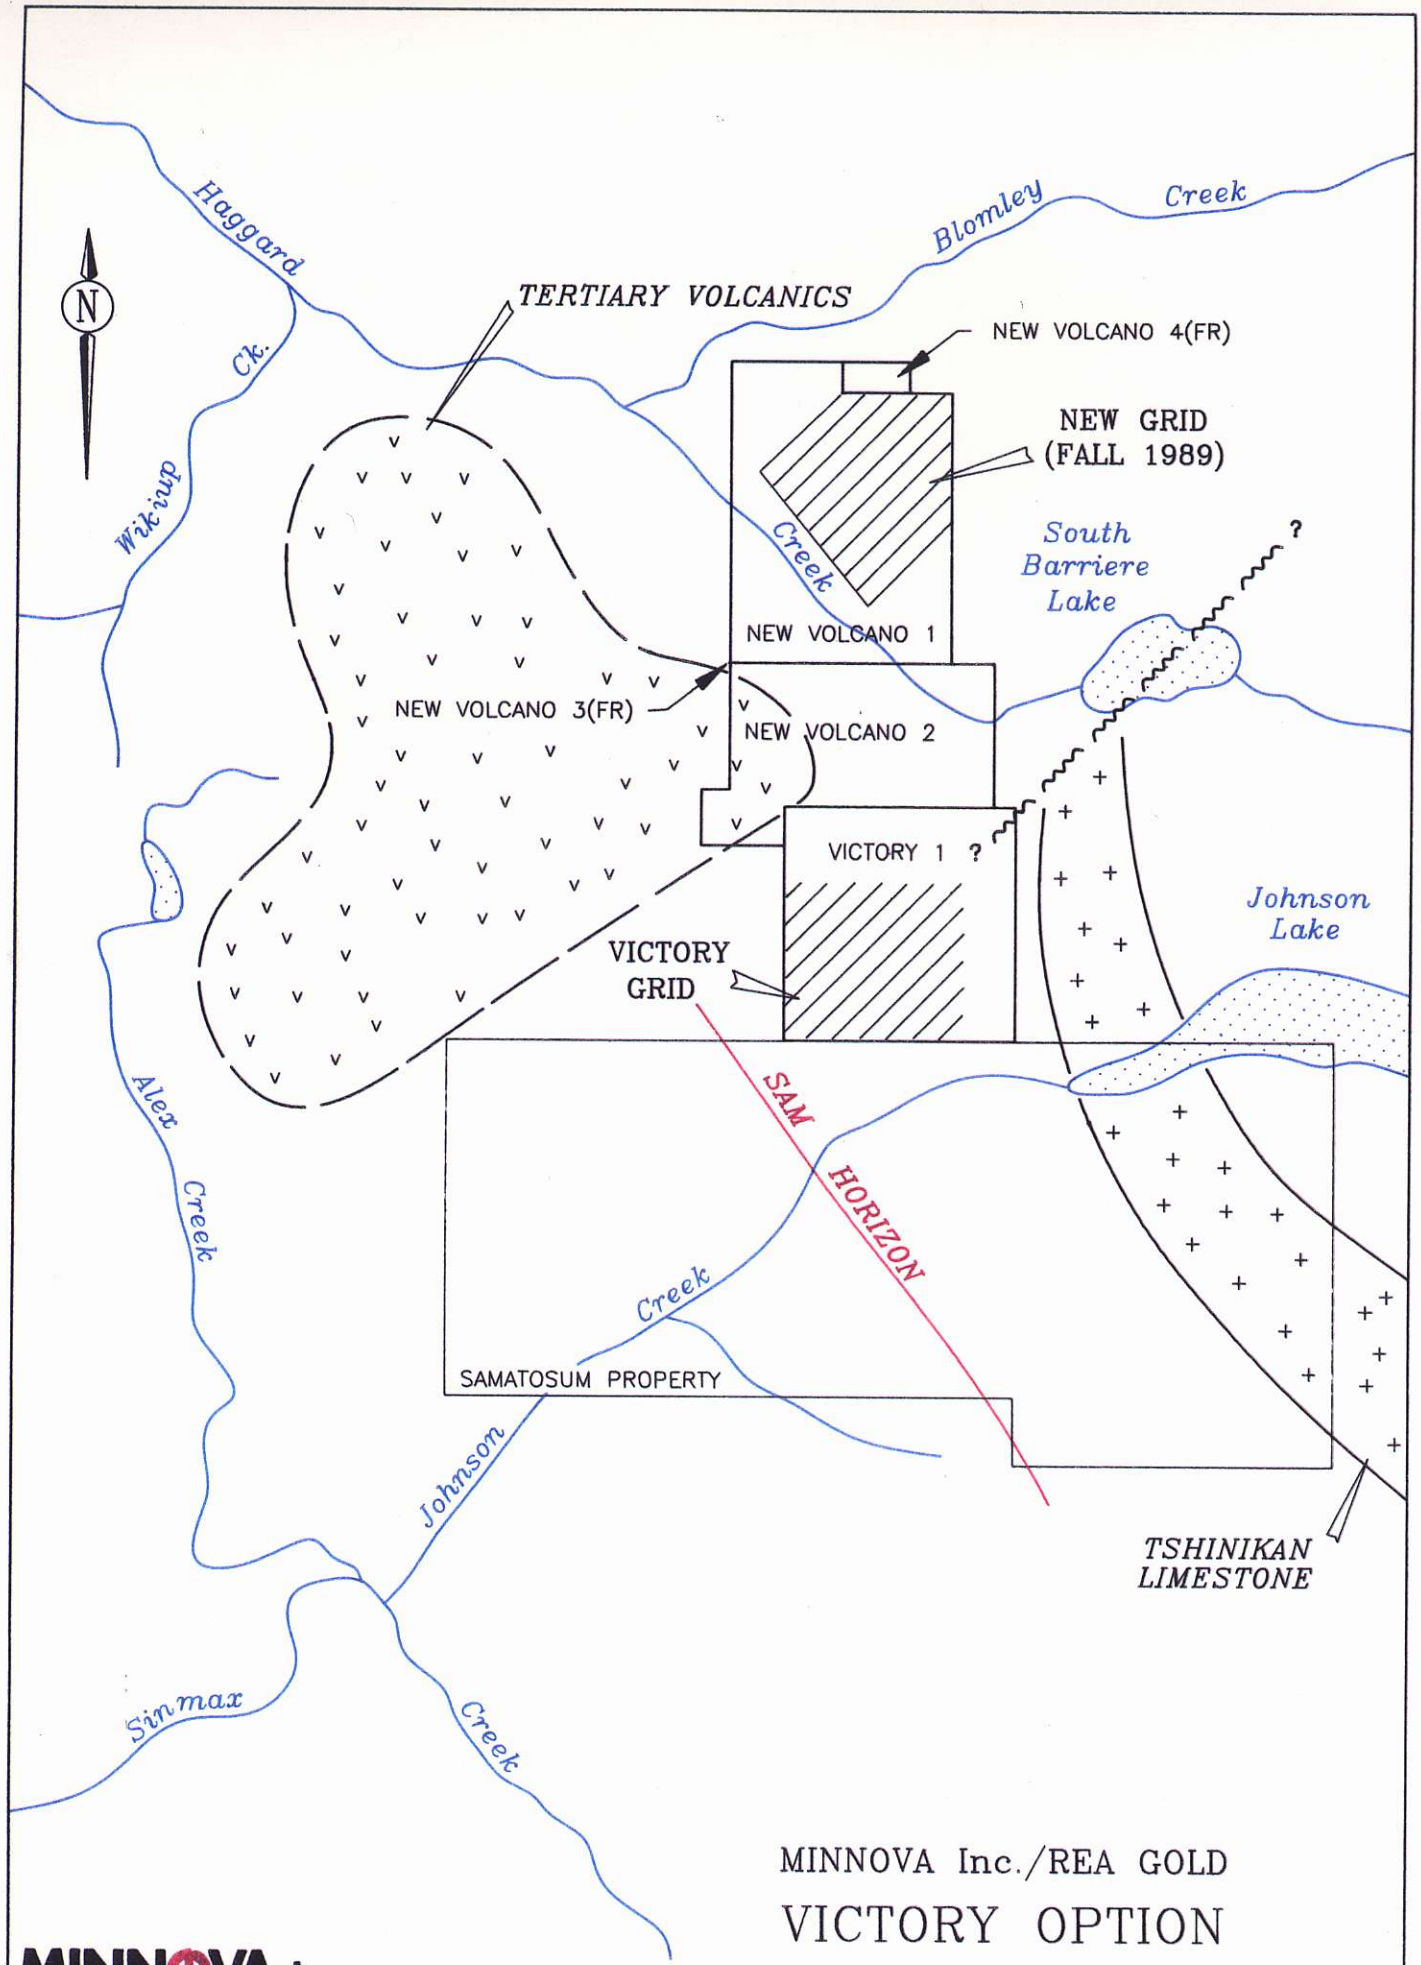 Haggard
Blomley
Creek
N
TERTIARY VOLCANICS
NEW VOLCANO 4(FR)
Ck.
Wikiup
NEW GRID
(FALL 1989)
Creek
South
Barriere
Lake
?
NEW VOLCANO 1
NEW VOLCANO 3(FR)
NEW VOLCANO 2
VICTORY 1 ?
Johnson
Lake
VICTORY
GRID
SAM
HORIZON
Alex
Creek
Creek
SAMATOSUM PROPERTY
Johnson
TSHINIKAN
LIMESTONE
Sinmax
Creek
MINNOVA Inc./REA GOLD
VICTORY OPTION
MINNOVA